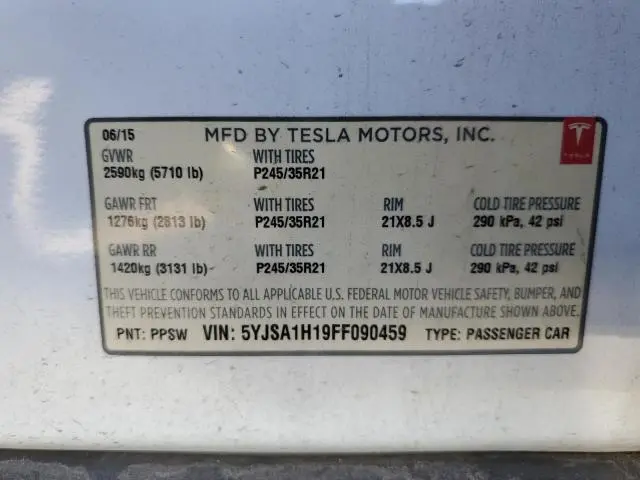 06/15 MFD BY TESLA MOTORS, INC.
GVWR WITH TIRES
2590kg (5710 lb) P245/35R21
TESLA
GAWR FRT WITH TIRES RIM COLD TIRE PRESSURE
1276kg (2813 lb) P245/35R21 21X8.5 J 290 kPa, 42 psi
GAWR RR WITH TIRES RIM COLD TIRE PRESSURE
1420kg (3131 lb) P245/35R21 21X8.5 J 290 kPa, 42 psi
THIS VEHICLE CONFORMS TO ALL APPLICABLE U.S. FEDERAL MOTOR VEHICLE SAFETY, BUMPER, AND
THEFT PREVENTION STANDARDS IN EFFECT ON THE DATE OF MANUFACTURE SHOWN ABOVE.
PNT: PPSW VIN: 5YJSA1H19FF090459 TYPE: PASSENGER CAR